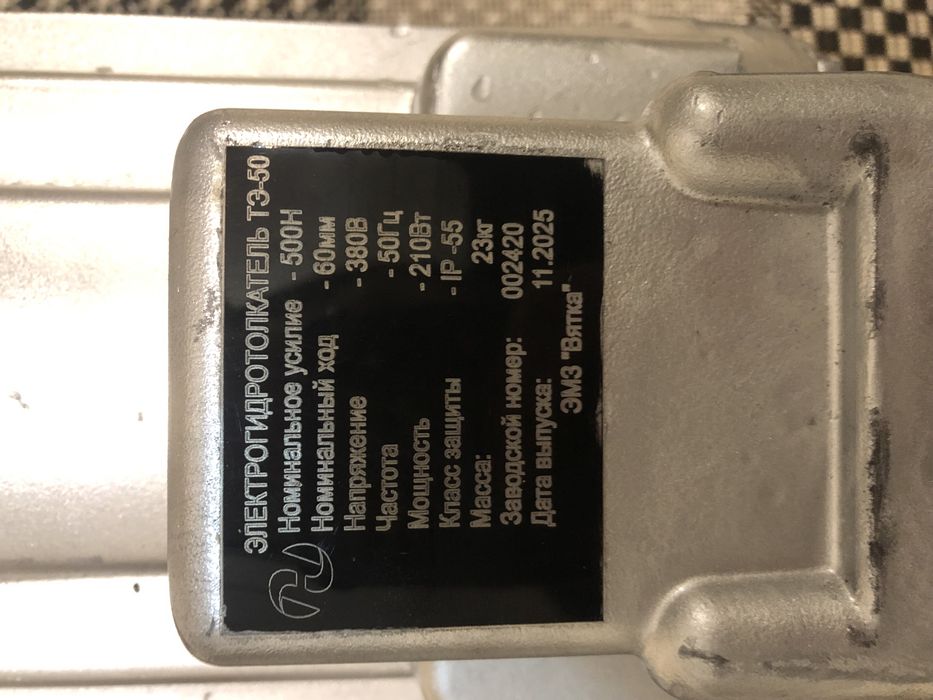 ЭЛЕКТРОГИДРОТОЛКАТЕЛЬ ТЭ-50
Номинальное усилие - 500Н
Номинальный ход - 60мм
Напряжение - 380В
Частота - 50Гц
Мощность - 210Вт
Класс защиты - IP -55
Масса: 23кг
Заводской номер: 002420
Дата выпуска: 11.2025
ЭМЗ "Вятка"